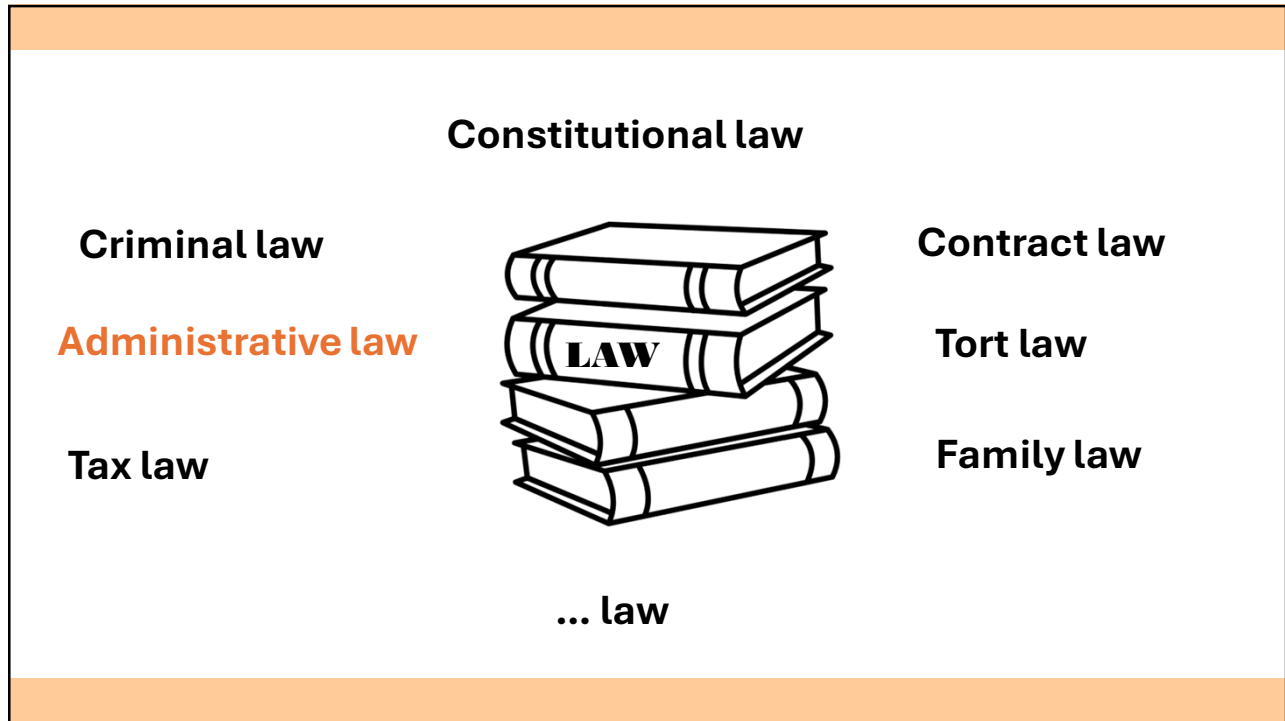 Constitutional law
Criminal law
Contract law
Administrative law
LAW
Tort law
Tax law
Family law
... law